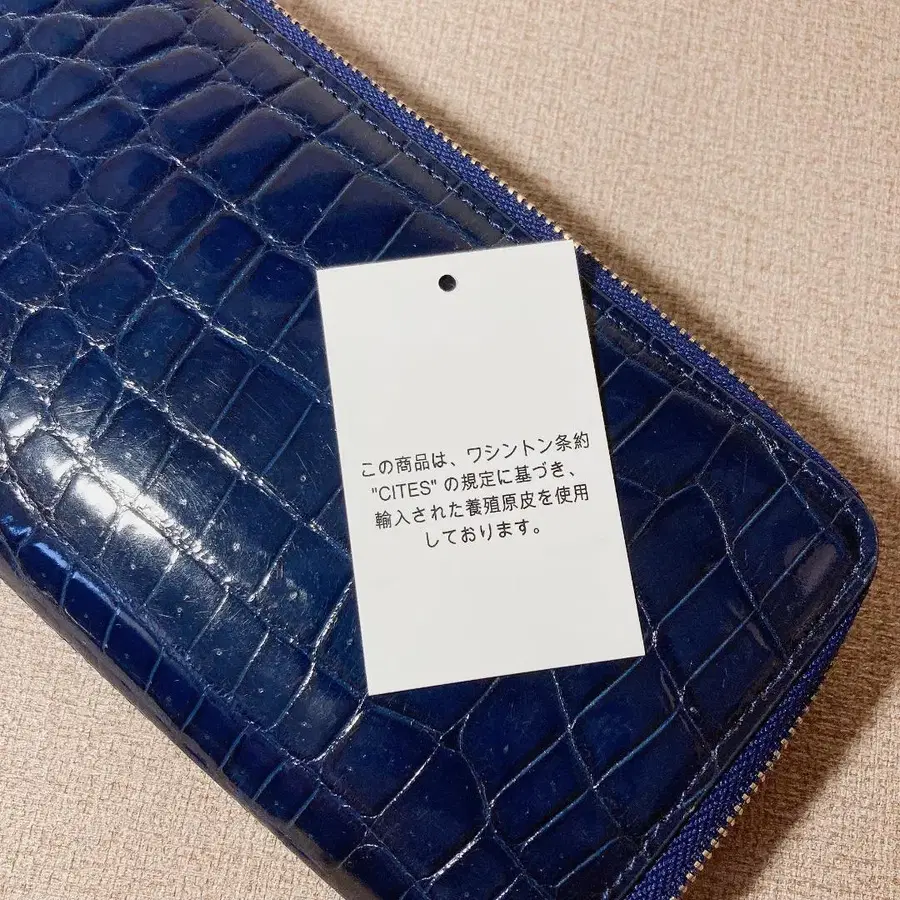 この商品は、ワシントン条約
"CITES" の規定に基づき、
輸入された養殖原皮を使用
しております。